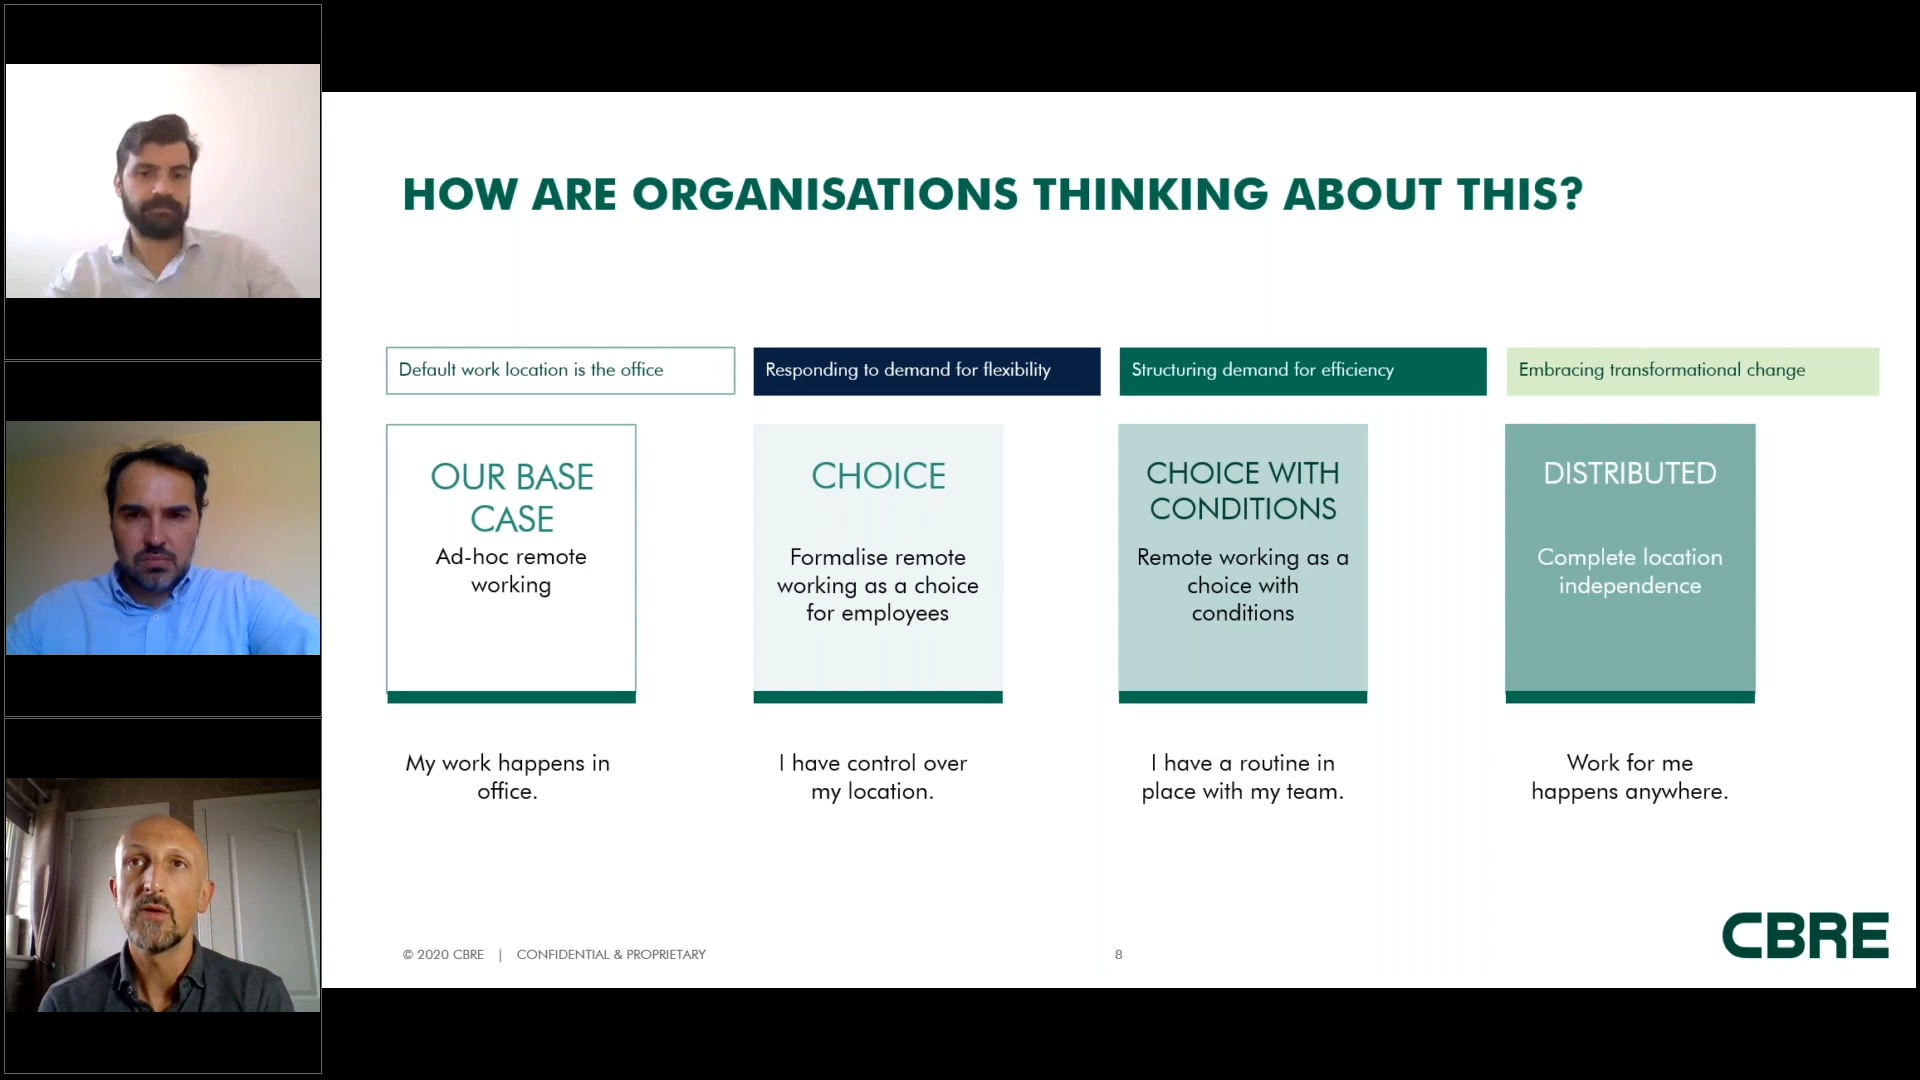 HOW ARE ORGANISATIONS THINKING ABOUT THIS?
Default work location is the office
Responding to demand for flexibility
Structuring demand for efficiency
Embracing transformational change
OUR BASE
CASE
Ad-hoc remote
working
CHOICE
Formalise remote
working as a choice
for employees
CHOICE WITH
CONDITIONS
Remote working as a
choice with
conditions
DISTRIBUTED
Complete location
independence
My work happens in
office.
I have control over
my location.
I have a routine in
place with my team.
Work for me
happens anywhere.
© 2020 CBRE | CONFIDENTIAL & PROPRIETARY
8
CBRE